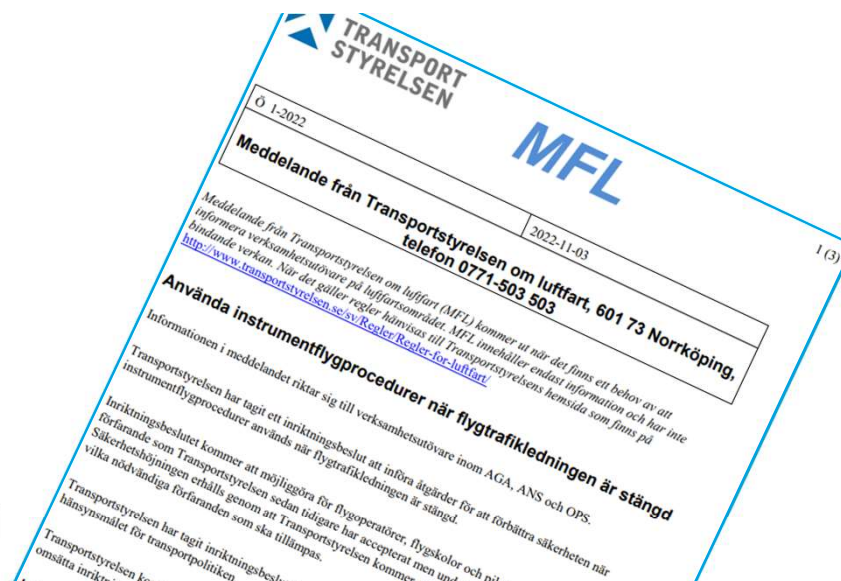 TRANSPORT
STYRELSEN
MFL
Ö 1-2022
2022-11-03
1 (3)
Meddelande från Transportstyrelsen om luftfart, 601 73 Norrköping,
telefon 0771-503 503
Meddelande från Transportstyrelsen om luftfart (MFL) kommer ut när det finns ett behov av att
informera verksamhetsutövare på luftfartsområdet. MFL innehåller endast information och har inte
bindande verkan. När det gäller regler hänvisas till Transportstyrelsens hemsida som finns på
http://www.transportstyrelsen.se/sv/Regler/Regler-for-luftfart/
Använda instrumentflygprocedurer när flygtrafikledningen är stängd
Informationen i meddelandet riktar sig till verksamhetsutövare inom AGA, ANS och OPS.
Transportstyrelsen har tagit ett inriktningsbeslut att införa åtgärder för att förbättra säkerheten när
instrumentflygprocedurer används när flygtrafikledningen är stängd.
Inriktningsbeslutet kommer att möjliggöra för flygoperatörer, flygskolor och
förfarande som Transportstyrelsen sedan tidigare har accepterat men
Säkerhetshöjningen erhålls genom att Transportstyrelsen kommer
vilka nödvändiga förfaranden som ska tillämpas.
Transportstyrelsen har tagit
hänsynsmålet för transportpolitiken
Transportstyrelsen
omsätta